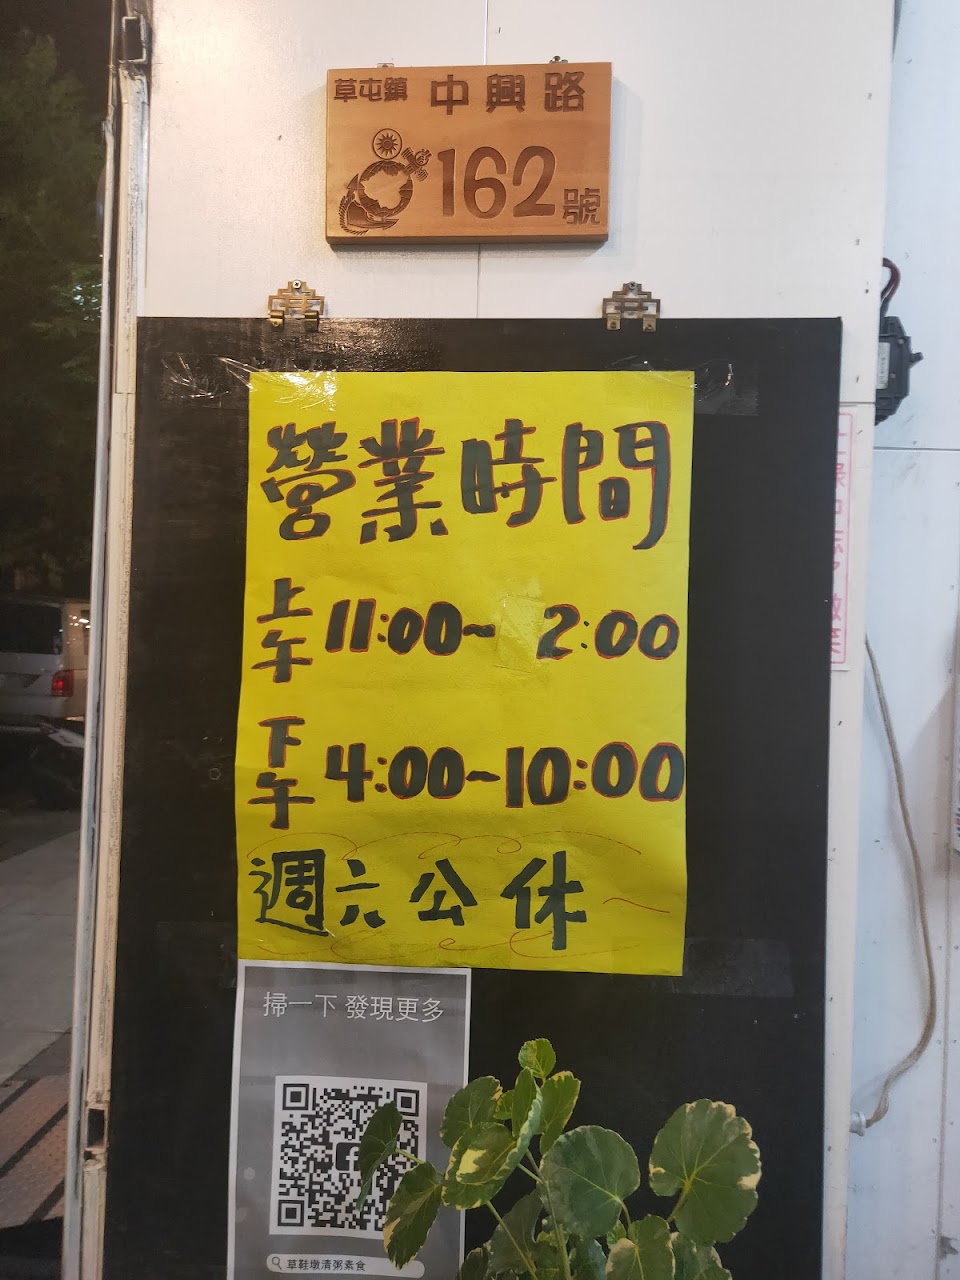 草屯鎮 中興路
162號
營業時間
上午 11:00~ 2:00
下午 4:00~10:00
週六公休
掃一下 發現更多
草鞋墩清粥素食